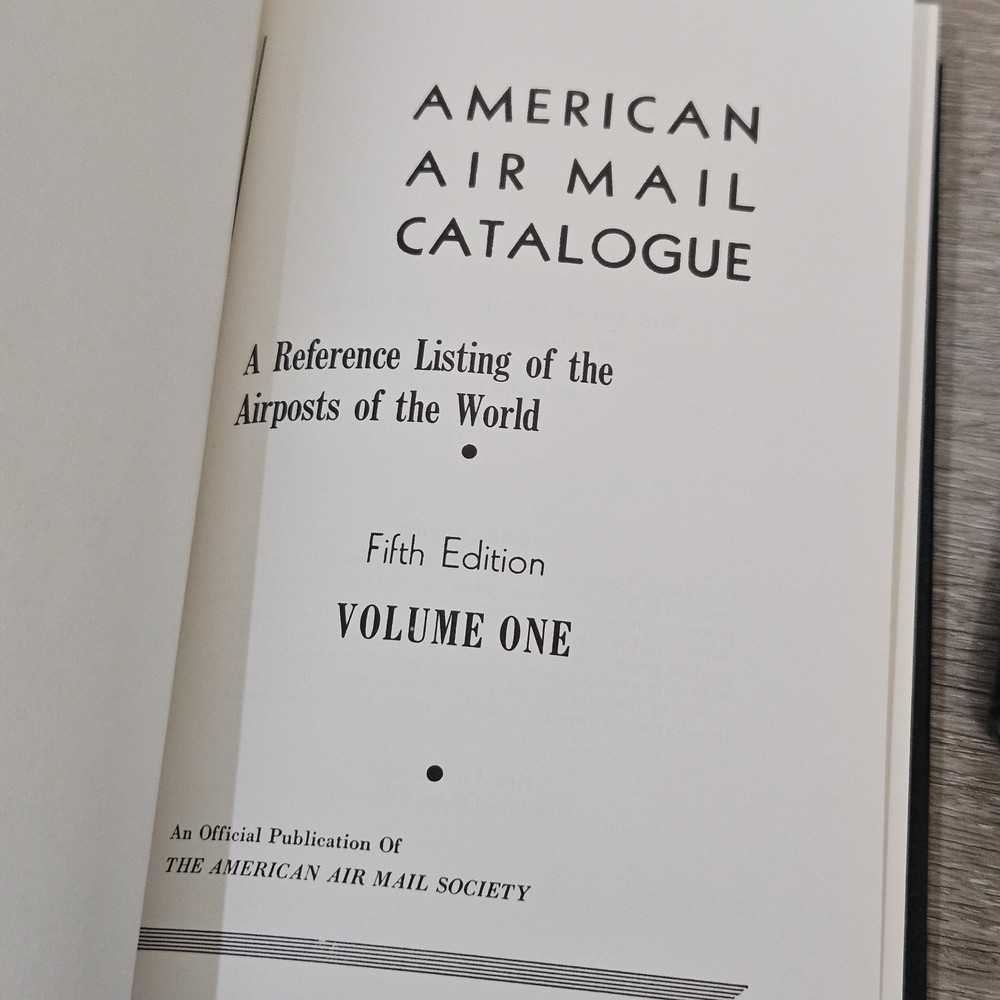 AMERICAN
AIR MAIL
CATALOGUE
A Reference Listing of the
Airposts of the World
Fifth Edition
VOLUME ONE
An Official Publication Of
THE AMERICAN AIR MAIL SOCIETY